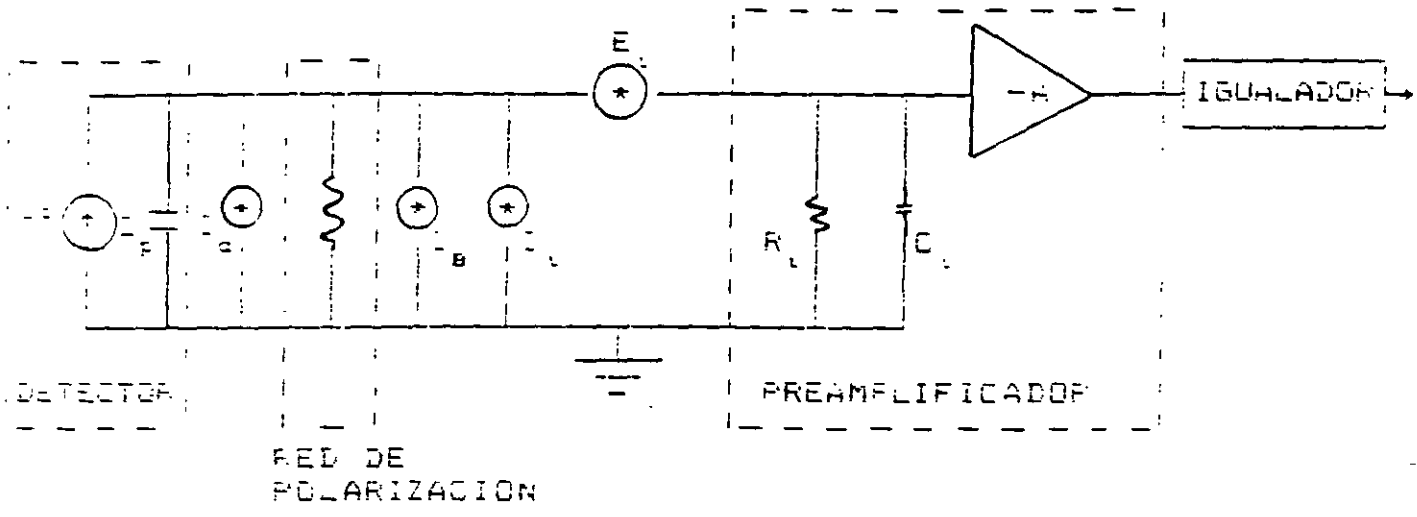 E
-A
IGUALADOR
B
R
C
DETECTOR
PREAMPLIFICADOR
RED DE
POLARIZACION